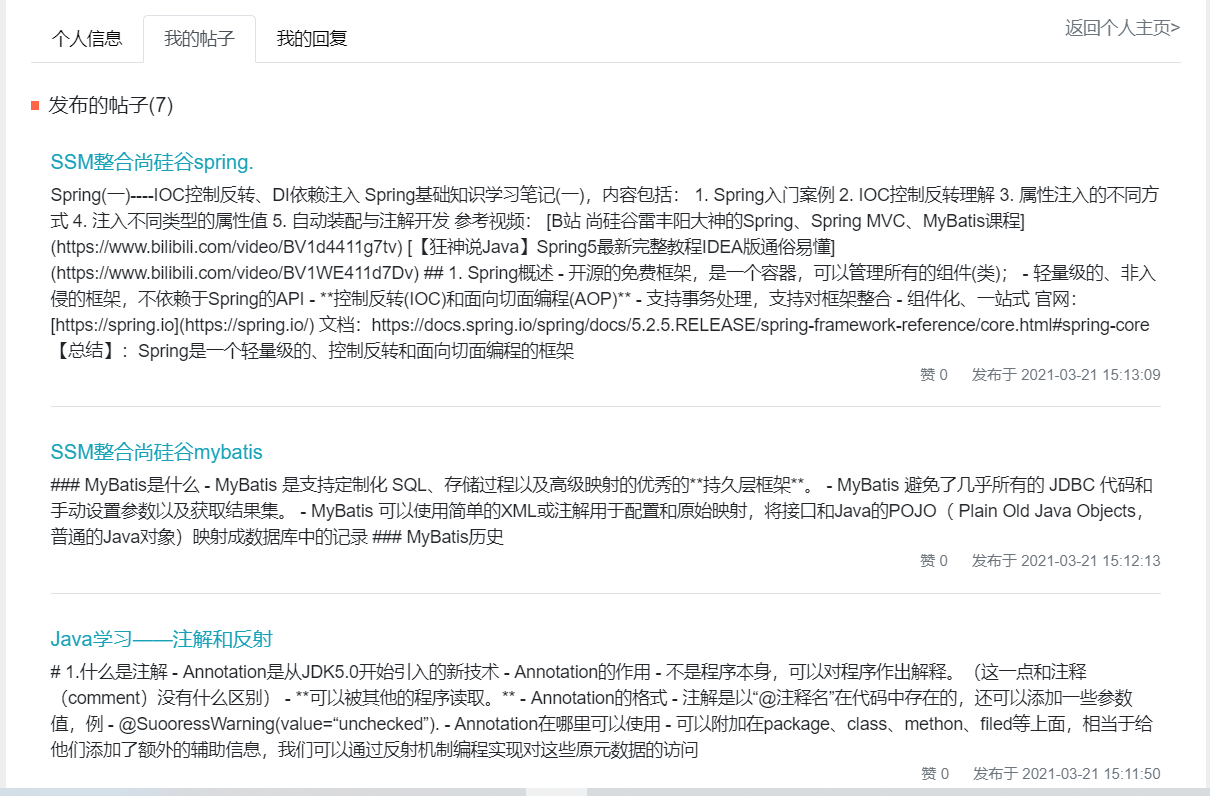 个人信息 我的帖子 我的回复 返回个人主页>
发布的帖子(7)
SSM整合尚硅谷spring.
Spring(一)----IOC控制反转、DI依赖注入 Spring基础知识学习笔记(一)，内容包括： 1. Spring入门案例 2. IOC控制反转理解 3. 属性注入的不同方
式 4. 注入不同类型的属性值 5. 自动装配与注解开发 参考视频： [B站 尚硅谷雷丰阳大神的Spring、Spring MVC、MyBatis课程]
(https://www.bilibili.com/video/BV1d4411g7tv) [【狂神说Java】Spring5最新完整教程IDEA版通俗易懂]
(https://www.bilibili.com/video/BV1WE411d7Dv) ## 1. Spring概述 - 开源的免费框架，是一个容器，可以管理所有的组件(类)； - 轻量级的、非入
侵的框架，不依赖于Spring的API - **控制反转(IOC)和面向切面编程(AOP)** - 支持事务处理，支持对框架整合 - 组件化、一站式 官网：
[https://spring.io](https://spring.io/) 文档：https://docs.spring.io/spring/docs/5.2.5.RELEASE/spring-framework-reference/core.html#spring-core
【总结】：Spring是一个轻量级的、控制反转和面向切面编程的框架
赞 0 发布于 2021-03-21 15:13:09
SSM整合尚硅谷mybatis
### MyBatis是什么 - MyBatis 是支持定制化 SQL、存储过程以及高级映射的优秀的**持久层框架**。 - MyBatis 避免了几乎所有的 JDBC 代码和
手动设置参数以及获取结果集。 - MyBatis 可以使用简单的XML或注解用于配置和原始映射，将接口和Java的POJO（ Plain Old Java Objects，
普通的Java对象）映射成数据库中的记录 ### MyBatis历史
赞 0 发布于 2021-03-21 15:12:13
Java学习——注解和反射
# 1.什么是注解 - Annotation是从JDK5.0开始引入的新技术 - Annotation的作用 - 不是程序本身，可以对程序作出解释。（这一点和注释
（comment）没有什么区别） - **可以被其他的程序读取。** - Annotation的格式 - 注解是以“@注释名”在代码中存在的，还可以添加一些参数
值，例 - @SuooressWarning(value=“unchecked”). - Annotation在哪里可以使用 - 可以附加在package、class、methon、filed等上面，相当于给
他们添加了额外的辅助信息，我们可以通过反射机制编程实现对这些原元数据的访问
赞 0 发布于 2021-03-21 15:11:50